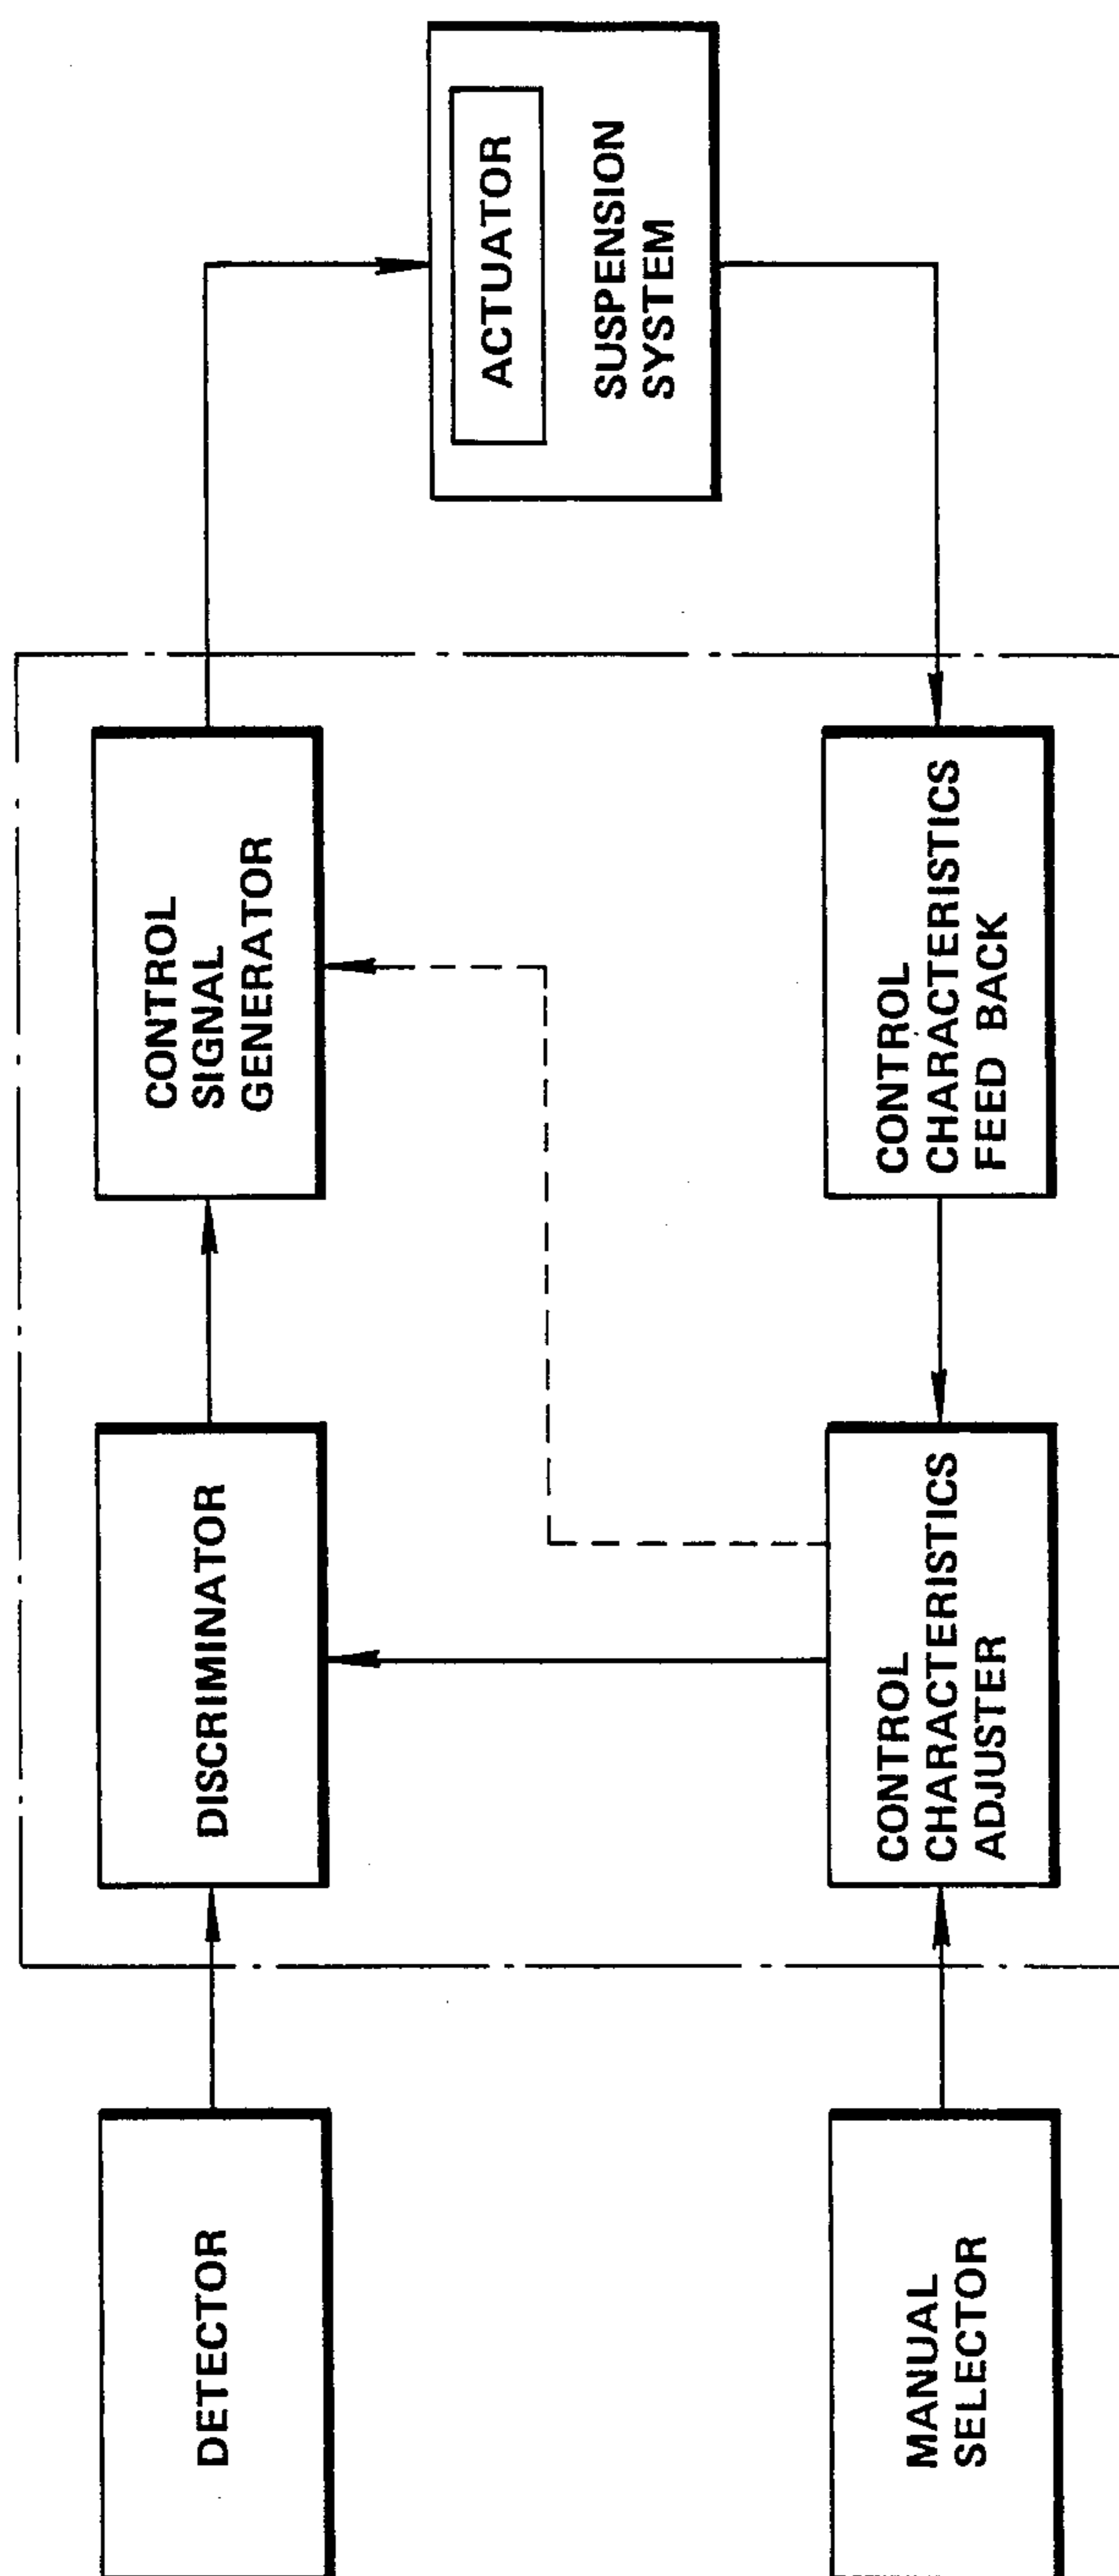 DETECTOR
DISCRIMINATOR
CONTROL
SIGNAL
GENERATOR
ACTUATOR
SUSPENSION
SYSTEM
MANUAL
SELECTOR
CONTROL
CHARACTERISTICS
ADJUSTER
CONTROL
CHARACTERISTICS
FEED BACK